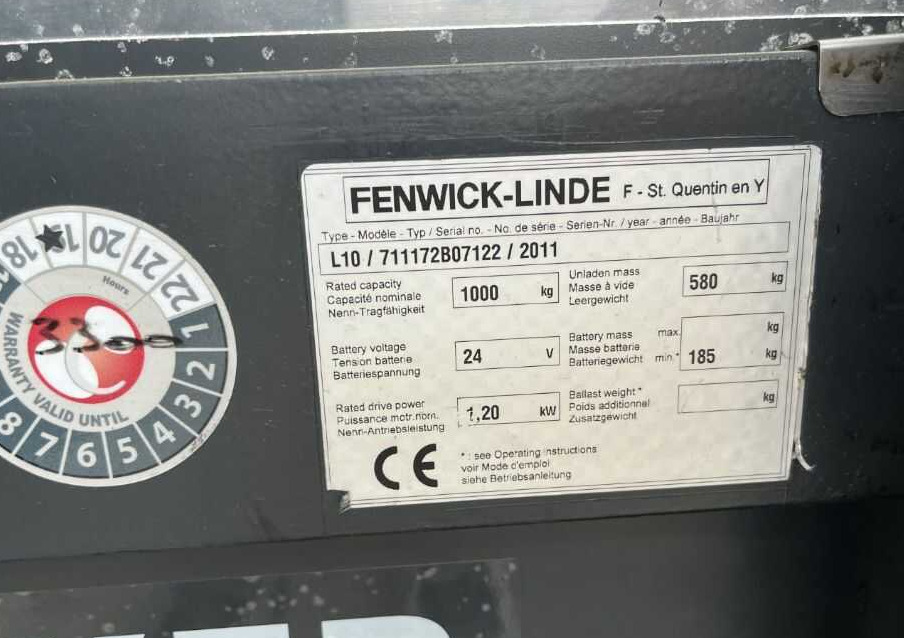 FENWICK-LINDE F - St. Quentin en Y
Type - Modèle - Typ / Serial no. - No. de série - Serien-Nr. / year - année - Baujahr
L10 / 711172B07122 / 2011
Rated capacity
Capacité nominale
Nenn-Tragfähigkeit
1000 kg
Unladen mass
Masse à vide
Leergewicht
580 kg
Battery voltage
Tension batterie
Batteriespannung
24 V
Battery mass max. kg
Masse batterie
Batteriegewicht min* 185 kg
Rated drive power
Puissance motr.nom.
Nenn-Antriebsleistung
1,20 kW
Ballast weight *
Poids additionnel
Zusatzgewicht
kg
CE
* : see Operating Instructions
voir Mode d'emploi
siehe Betriebsanleitung
18 19 20 21 22
Hours
3300
WARRANTY VALID UNTIL
1 2 3 4 5 6 7 8